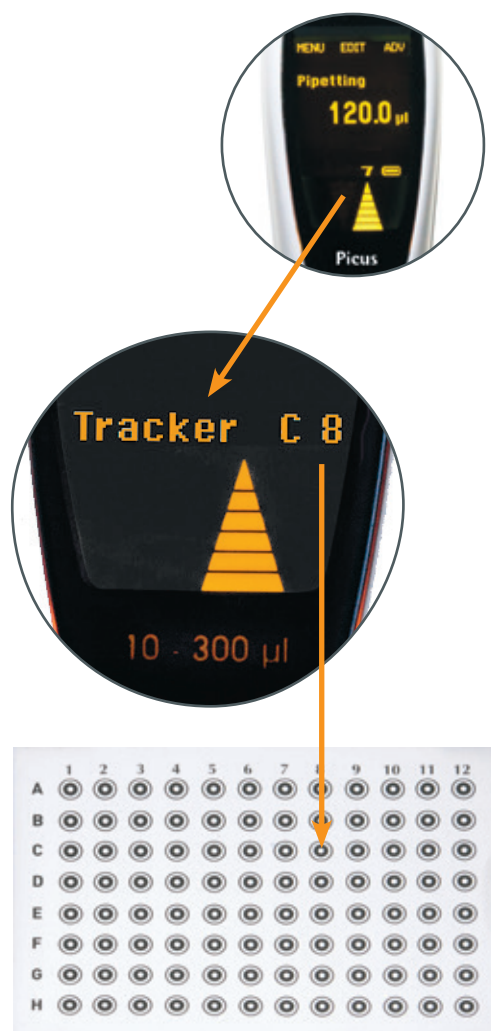 MENU EDIT ADV
Pipetting
120.0 µl
7
Picus
Tracker C 8
10 - 300 µl
1 2 3 4 5 6 7 8 9 10 11 12
A
B
C
D
E
F
G
H